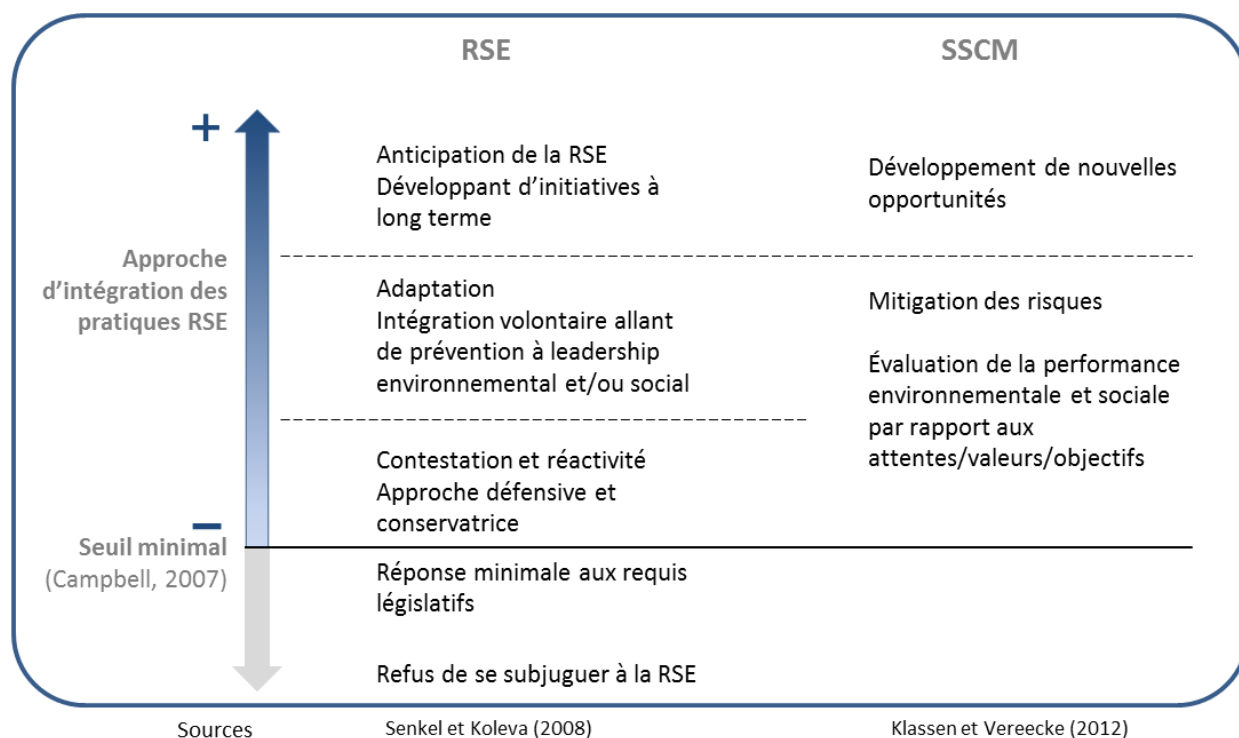 RSE
SSCM
+
Anticipation de la RSE
Développant d'initiatives à
long terme
Développement de nouvelles
opportunités
Approche
d'intégration des
pratiques RSE
Adaptation
Intégration volontaire allant
de prévention à leadership
environnemental et/ou social
Mitigation des risques
Évaluation de la performance
environnementale et sociale
par rapport aux
attentes/valeurs/objectifs
Contestation et réactivité
Approche défensive et
conservatrice
−
Seuil minimal
(Campbell, 2007)
Réponse minimale aux requis
législatifs
Refus de se subjuguer à la RSE
Sources
Senkel et Koleva (2008)
Klassen et Vereecke (2012)